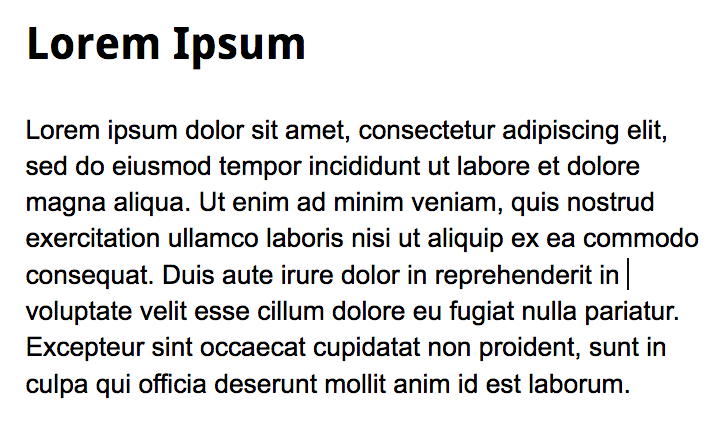 Lorem Ipsum
Lorem ipsum dolor sit amet, consectetur adipiscing elit,
sed do eiusmod tempor incididunt ut labore et dolore
magna aliqua. Ut enim ad minim veniam, quis nostrud
exercitation ullamco laboris nisi ut aliquip ex ea commodo
consequat. Duis aute irure dolor in reprehenderit in
voluptate velit esse cillum dolore eu fugiat nulla pariatur.
Excepteur sint occaecat cupidatat non proident, sunt in
culpa qui officia deserunt mollit anim id est laborum.